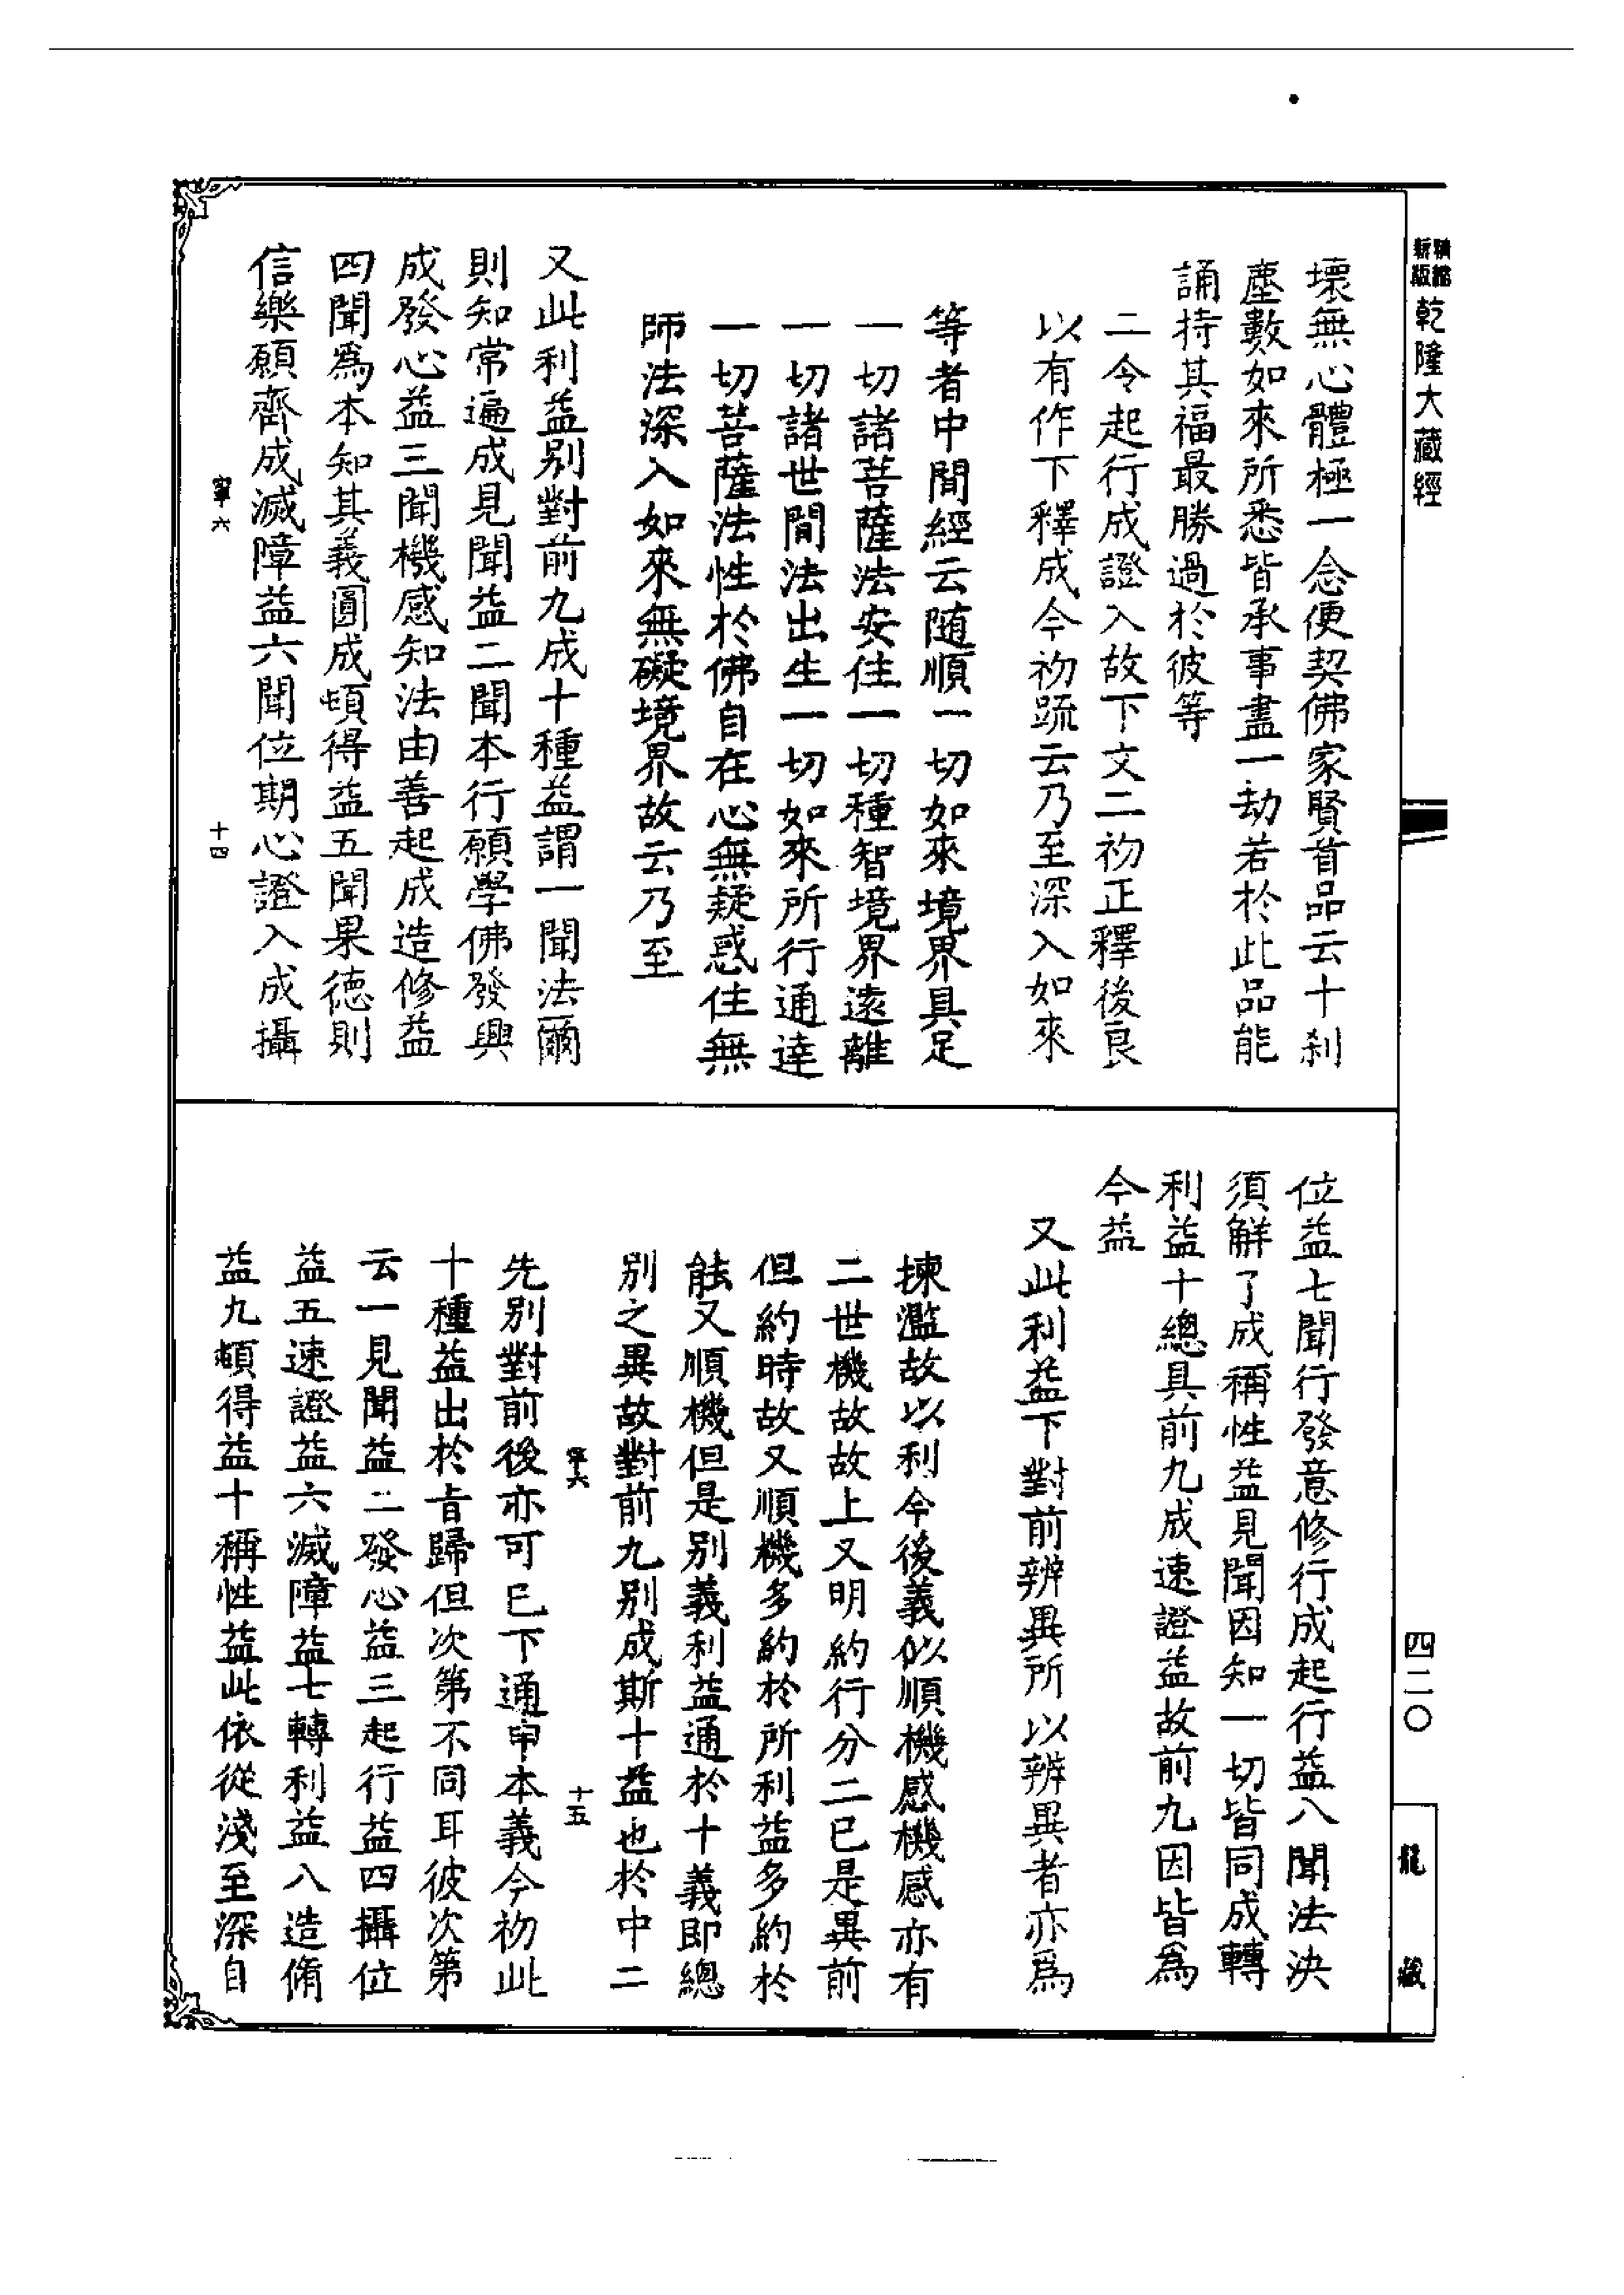 新編
縮版
乾隆大藏經
壞無心體極一念便契佛家賢首品云十刹
塵數如來所悉皆承事盡一劫若於此品能
誦持其福最勝過於彼等
二令起行成證入故下文二初正釋後良
以有作下釋成今初䟽云乃至深入如來
等者中間經云隨順一切如來境界具足
一切諸菩薩法安住一切種智境界遠離
一切諸世間法出生一切如來所行通達
一切菩薩法性於佛自在心無疑惑住無
師法深入如來無礙境界故云乃至
又此利益别對前九成十種益謂一聞法爾
則知常遍成見聞益二聞本行願學佛發興
成發心益三聞機感知法由善起成造修益
四聞爲本知其義圓成頓得益五聞果德則
信樂願齊成滅障益六聞位期心證入成攝
寧六
十四
四二〇
龍藏
位益七聞行發意修行成起行益八聞法決
須解了成稱性益見聞因知一切皆同成轉
利益十總具前九成速證益故前九因皆爲
今益
又此利益下對前辨異所以辨異者亦爲
揀濫故以利今後義似順機感機感亦有
二世機故故上又明約行分二已是異前
但約時故又順機多約於所利益多約於
能又順機但是別義利益通於十義即總
别之異故對前九别成斯十益也於中二
寧六
十五
先别對前後亦可已下通申本義今初此
十種益出於旨歸但次第不同耳彼次第
云一見聞益二發心益三起行益四攝位
益五速證益六滅障益七轉利益八造脩
益九頓得益十稱性益此依從淺至深自